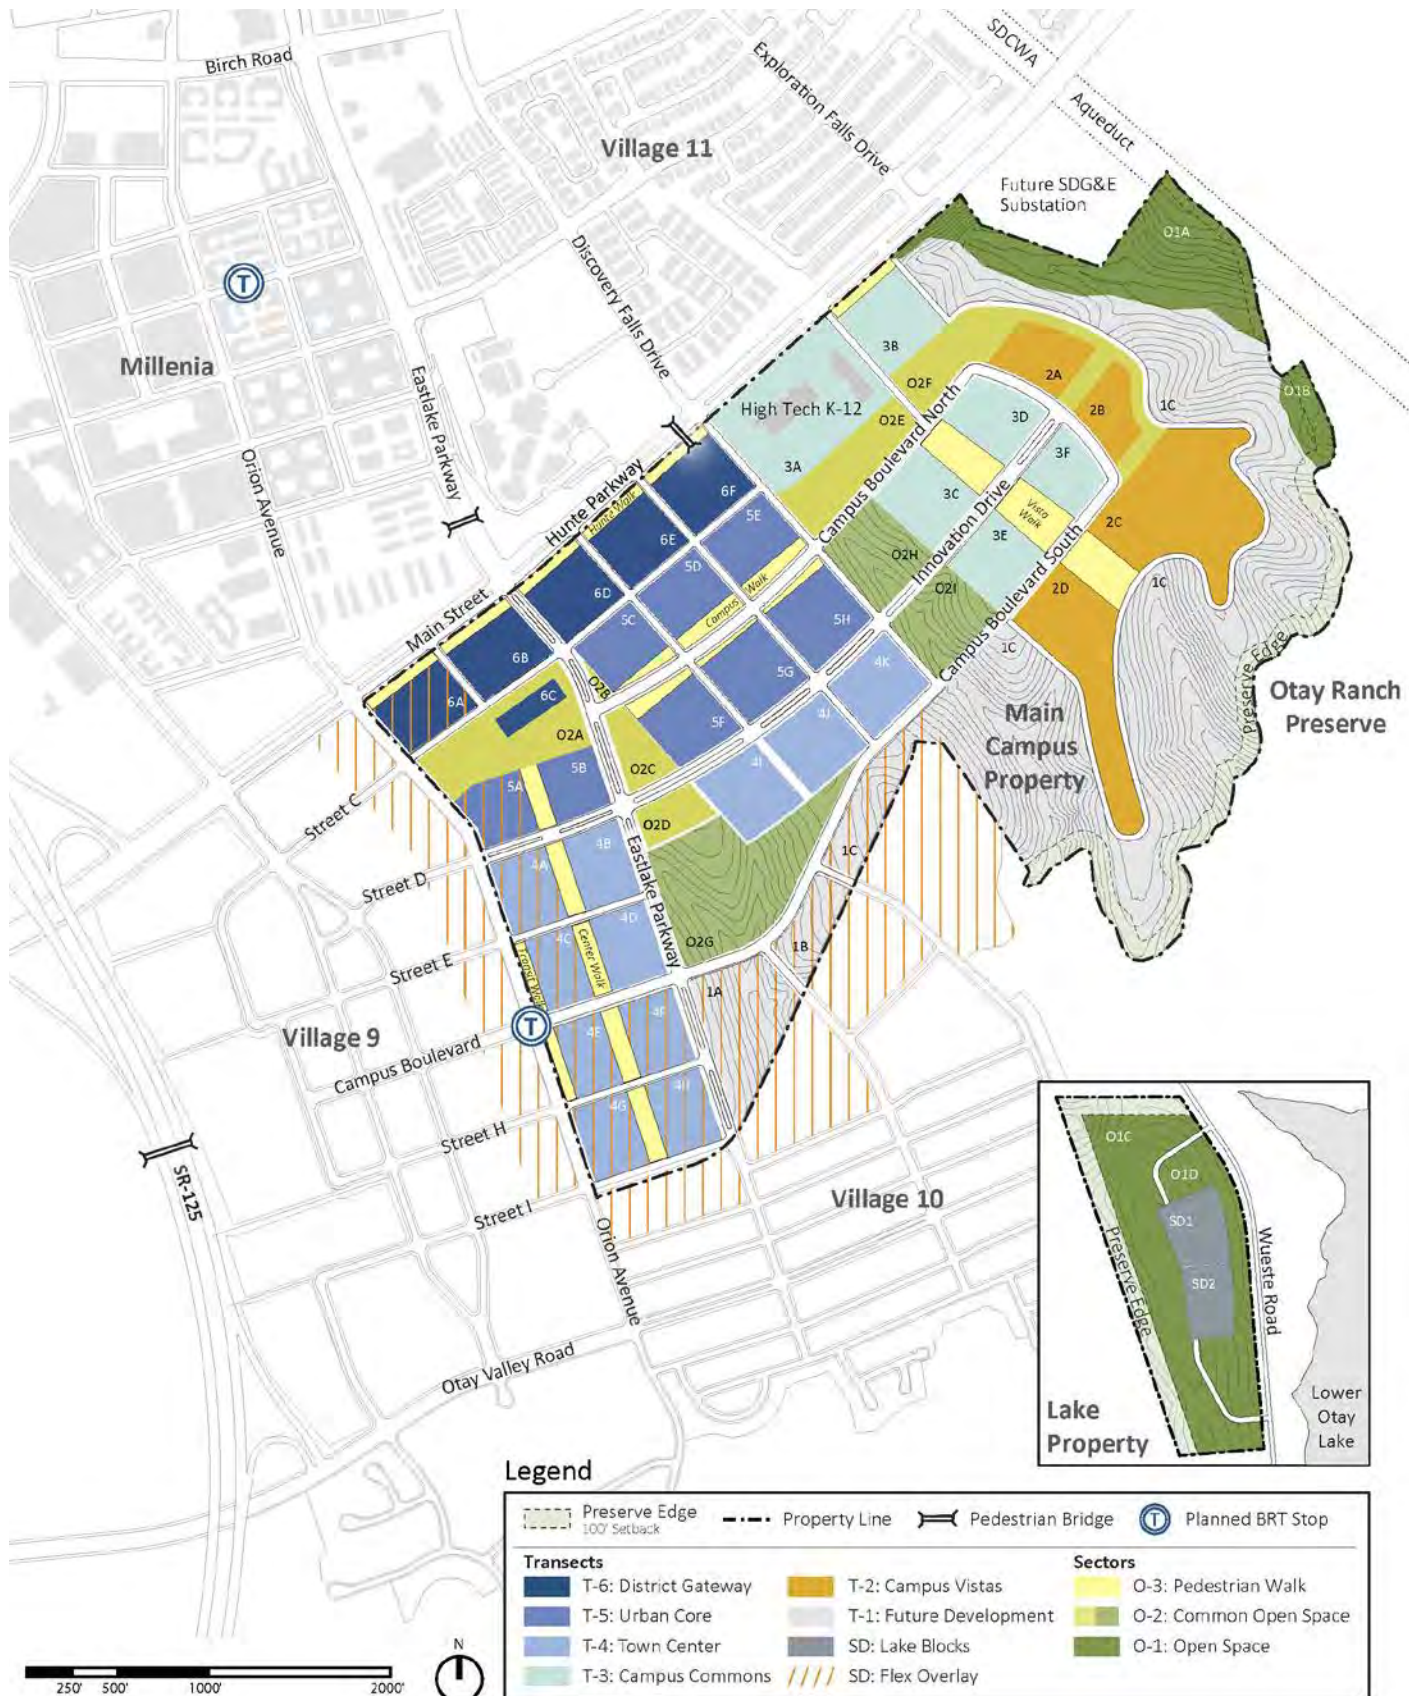 Birch Road
SDCWA
Aqueduct
Exploration Falls Drive
Village 11
Future SDG&E
Substation
O1A
Discovery Falls Drive
T
Millenia
Eastlake Parkway
Orion Avenue
3B
High Tech K-12
O2F
O2E
3A
Campus Boulevard North
2A
2B
1C
O1B
3D
3F
3C
Innovation Drive
Vista
Walk
3E
2C
Campus Boulevard South
2D
1C
1C
O2H
O2I
Hunte Parkway
Hunte Walk
Main Street
6F
6E
6D
6B
6A
6C
5E
5D
5C
Campus Walk
5H
5G
5F
4K
4J
4I
O2B
O2A
O2C
O2D
5B
5A
Preserve Edge
Otay Ranch
Preserve
Main
Campus
Property
Street C
Street D
Street E
4A
4B
4C
4D
Center Walk
Transit Walk
Eastlake Parkway
O2G
1C
1B
1A
T
4E
4F
4G
4H
Village 9
Campus Boulevard
Street H
Street I
SR-125
Village 10
Orion Avenue
Otay Valley Road
O1C
O1D
SD1
SD2
Preserve Edge
Wueste Road
Lake
Property
Lower
Otay
Lake
Legend
Preserve Edge
100' Setback
Property Line
Pedestrian Bridge
T
Planned BRT Stop
Transects
Sectors
T-6: District Gateway
T-2: Campus Vistas
O-3: Pedestrian Walk
T-5: Urban Core
T-1: Future Development
O-2: Common Open Space
T-4: Town Center
SD: Lake Blocks
O-1: Open Space
T-3: Campus Commons
SD: Flex Overlay
N
250' 500' 1000' 2000'